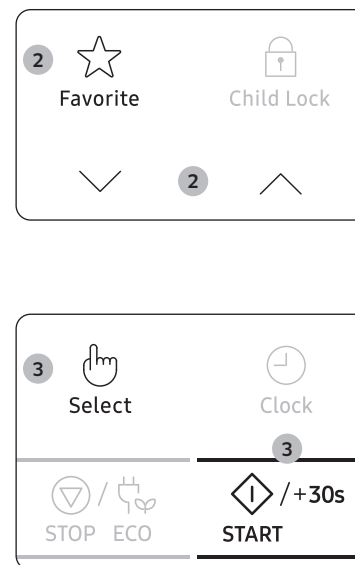 2
Favorite Child Lock
2
3
Select Clock
3
/ /+30s
STOP ECO START